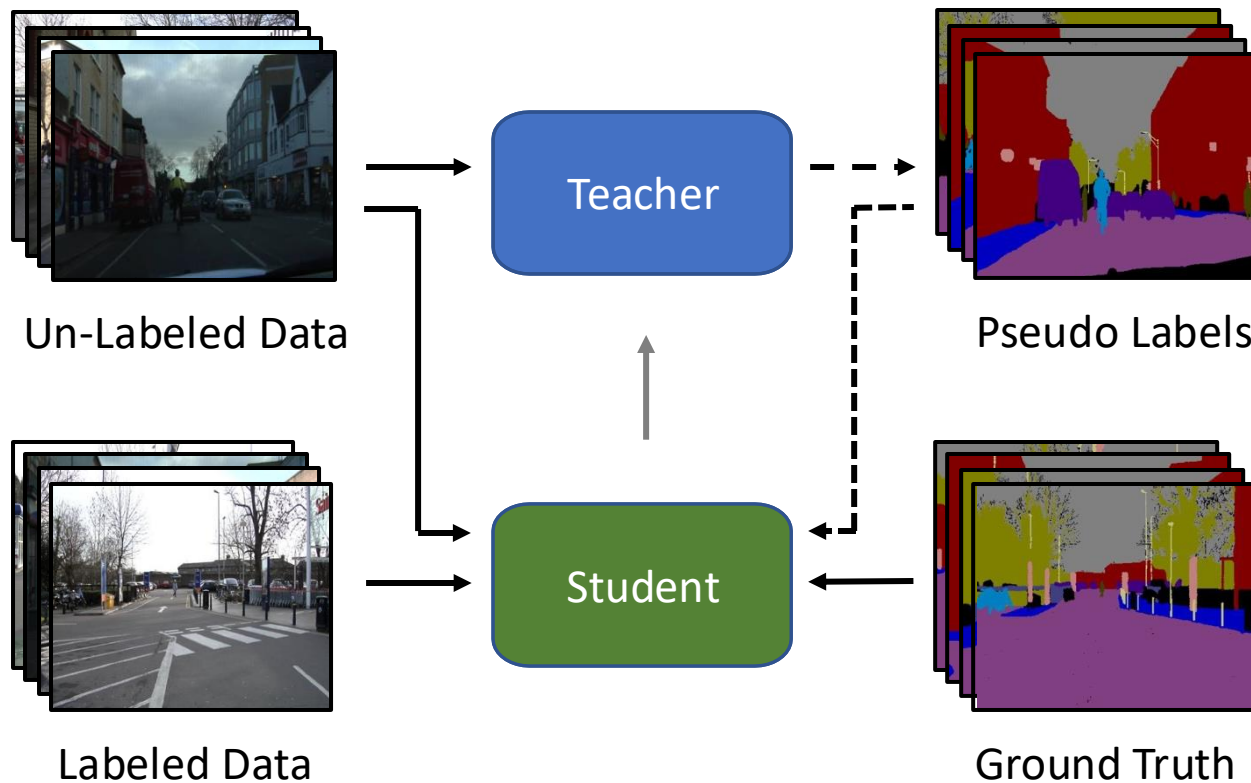 Teacher
Un-Labeled Data
Pseudo Labels
Student
Labeled Data
Ground Truth